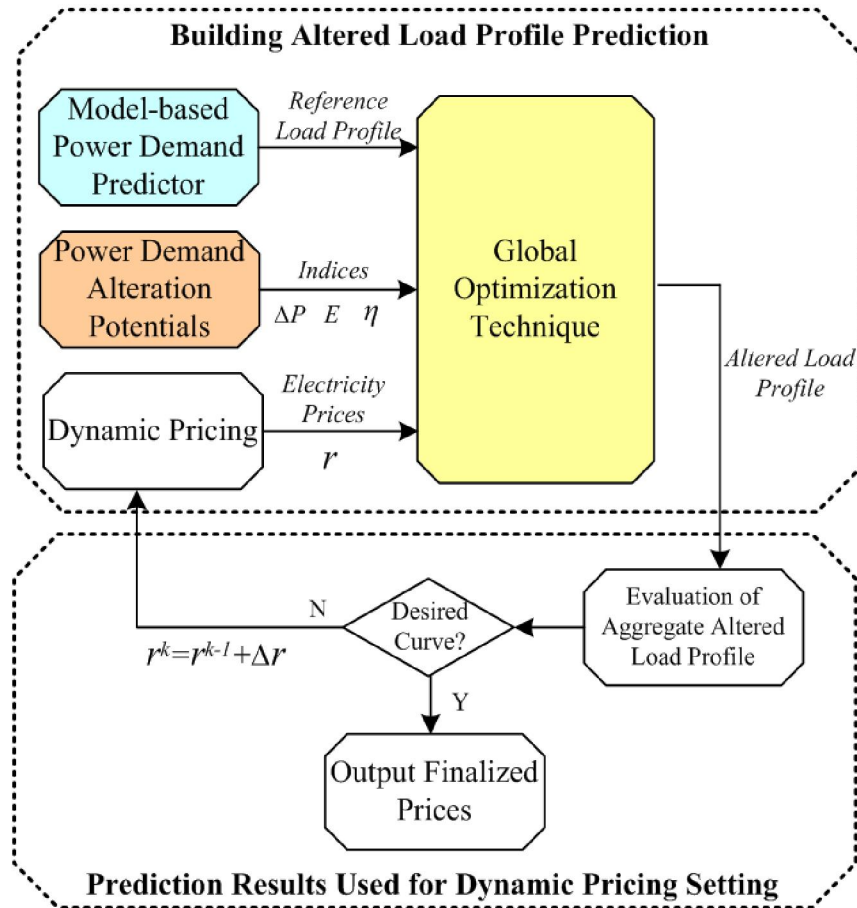 Building Altered Load Profile Prediction
Model-based
Power Demand
Predictor
Reference
Load Profile
Power Demand
Alteration
Potentials
Indices
ΔP E η
Dynamic Pricing
Electricity
Prices
r
Global
Optimization
Technique
Altered Load
Profile
Evaluation of
Aggregate Altered
Load Profile
Desired
Curve?
N
r^k=r^{k-1}+Δr
Y
Output Finalized
Prices
Prediction Results Used for Dynamic Pricing Setting